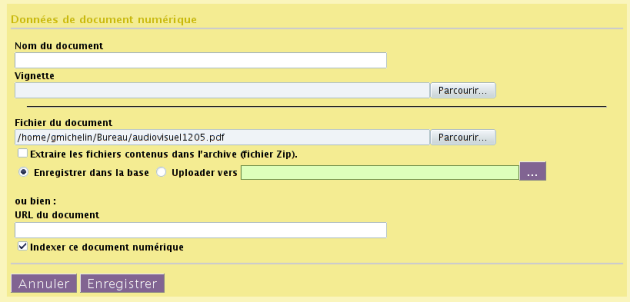 Données de document numérique
Nom du document
Vignette
Parcourir...
Fichier du document
/home/gmichelin/Bureau/audiovisuel1205.pdf Parcourir...
Extraire les fichiers contenus dans l'archive (fichier Zip).
Enregistrer dans la base Uploader vers ...
ou bien :
URL du document
Indexer ce document numérique
Annuler Enregistrer